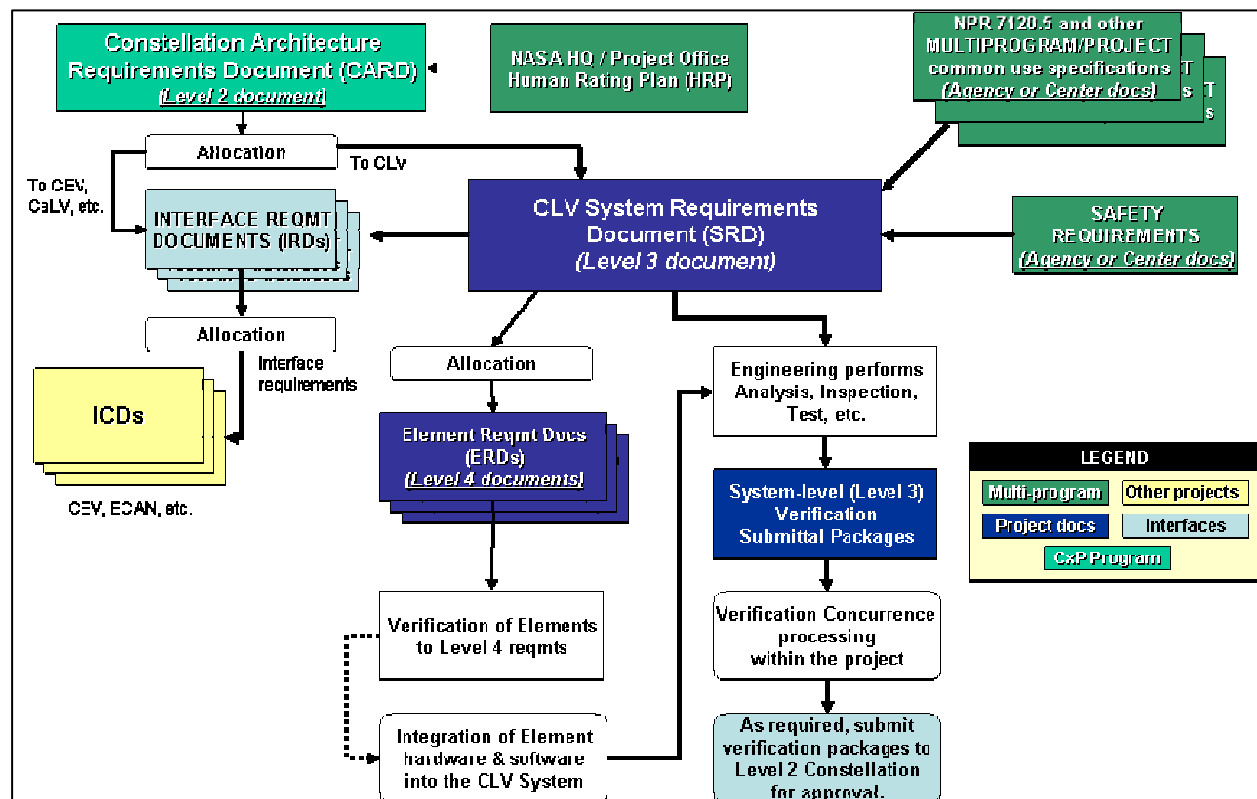 Constellation Architecture
Requirements Document (CARD)
(Level 2 document)
NASA HQ / Project Office
Human Rating Plan (HRP)
NPR 7120.5 and other
MULTIPROGRAM/PROJECT
common use specifications
(Agency or Center docs)
Allocation
To CLV
To CEV,
CaLV, etc.
INTERFACE REQMT
DOCUMENTS (IRDs)
CLV System Requirements
Document (SRD)
(Level 3 document)
SAFETY
REQUIREMENTS
(Agency or Center docs)
Allocation
Interface
requirements
ICDs
CEV, ECAN, etc.
Allocation
Element Reqmt Docs
(ERDs)
(Level 4 documents)
Engineering performs
Analysis, Inspection,
Test, etc.
System-level (Level 3)
Verification
Submittal Packages
LEGEND
Multi-program
Other projects
Project docs
Interfaces
CxP Program
Verification of Elements
to Level 4 reqmts
Verification Concurrence
processing
within the project
Integration of Element
hardware & software
into the CLV System
As required, submit
verification packages to
Level 2 Constellation
for approval.